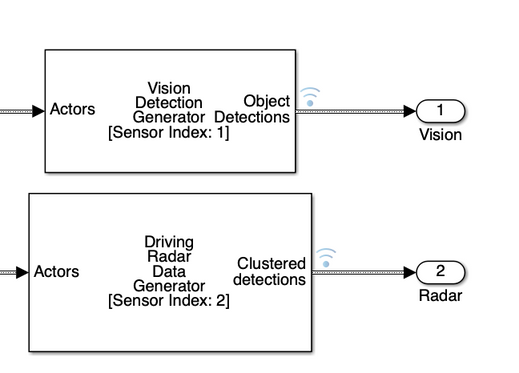 Actors
Vision
Detection
Generator
[Sensor Index: 1]
Object
Detections
1
Vision
Actors
Driving
Radar
Data
Generator
[Sensor Index: 2]
Clustered
detections
2
Radar